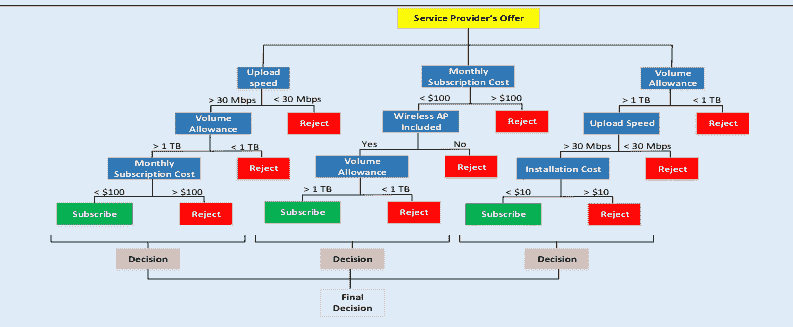 Service Provider's Offer
Upload
speed
Monthly
Subscription Cost
Volume
Allowance
> 30 Mbps
< 30 Mbps
< $100
> $100
> 1 TB
< 1 TB
Volume
Allowance
Reject
Wireless AP
Included
Reject
Upload Speed
Reject
> 1 TB
< 1 TB
Yes
No
> 30 Mbps
< 30 Mbps
Monthly
Subscription Cost
Reject
Volume
Allowance
Reject
Installation Cost
Reject
< $100
> $100
> 1 TB
< 1 TB
< $10
> $10
Subscribe
Reject
Subscribe
Reject
Subscribe
Reject
Decision
Decision
Decision
Final
Decision